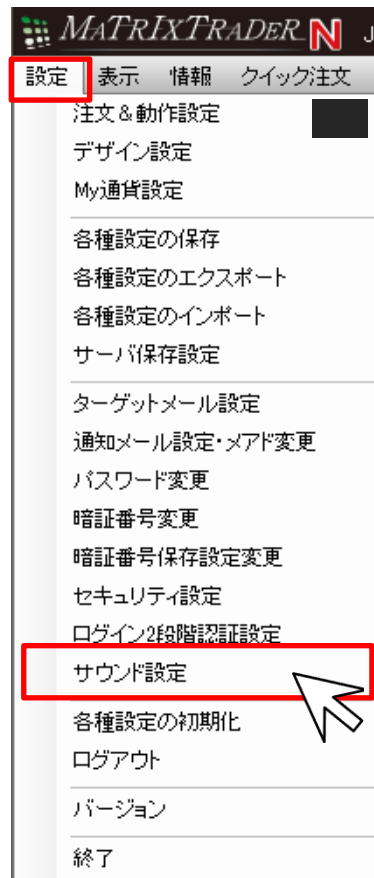 MATRIXTRADER N J
設定 表示 情報 クイック注文
注文&動作設定
デザイン設定
My通貨設定
各種設定の保存
各種設定のエクスポート
各種設定のインポート
サーバ保存設定
ターゲットメール設定
通知メール設定・メアド変更
パスワード変更
暗証番号変更
暗証番号保存設定変更
セキュリティ設定
ログイン2段階認証設定
サウンド設定
各種設定の初期化
ログアウト
バージョン
終了